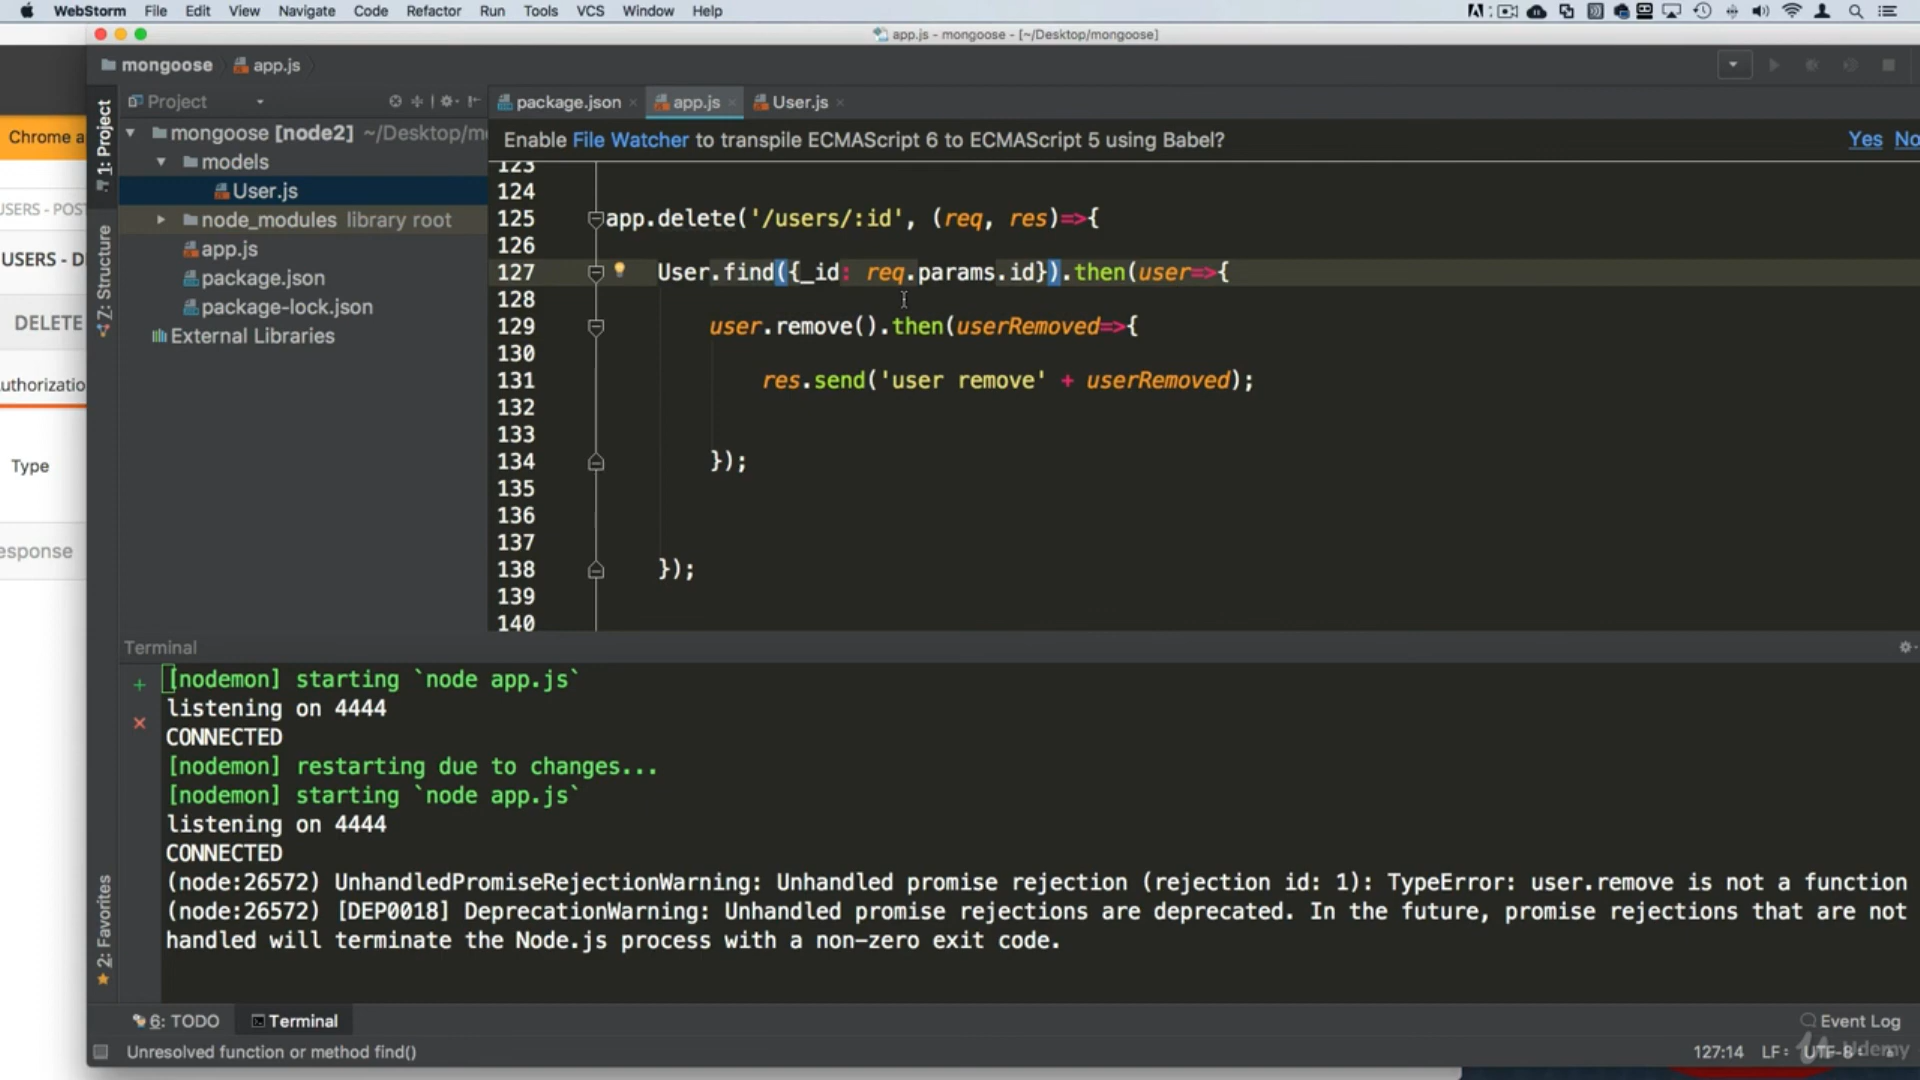 WebStorm File Edit View Navigate Code Refactor Run Tools VCS Window Help
app.js - mongoose - [~/Desktop/mongoose]
mongoose app.js
Project
package.json app.js User.js
Chrome a
1: Project
mongoose [node2] ~/Desktop/m
Enable File Watcher to transpile ECMAScript 6 to ECMAScript 5 using Babel? Yes No
models
User.js
USERS - POS
node_modules library root
app.js
USERS - D
package.json
package-lock.json
DELETE
External Libraries
Z: Structure
uthorizatio
Type
esponse
123
124
125 app.delete('/users/:id', (req, res)=>{
126
127 User.find({_id: req.params.id}).then(user=>{
128
129 user.remove().then(userRemoved=>{
130
131 res.send('user remove' + userRemoved);
132
133
134 });
135
136
137
138 });
139
140
Terminal
[nodemon] starting `node app.js`
listening on 4444
CONNECTED
[nodemon] restarting due to changes...
[nodemon] starting `node app.js`
listening on 4444
CONNECTED
(node:26572) UnhandledPromiseRejectionWarning: Unhandled promise rejection (rejection id: 1): TypeError: user.remove is not a function
(node:26572) [DEP0018] DeprecationWarning: Unhandled promise rejections are deprecated. In the future, promise rejections that are not
handled will terminate the Node.js process with a non-zero exit code.
2: Favorites
6: TODO Terminal Event Log
Unresolved function or method find() 127:14 LF: UTF-8
Udemy